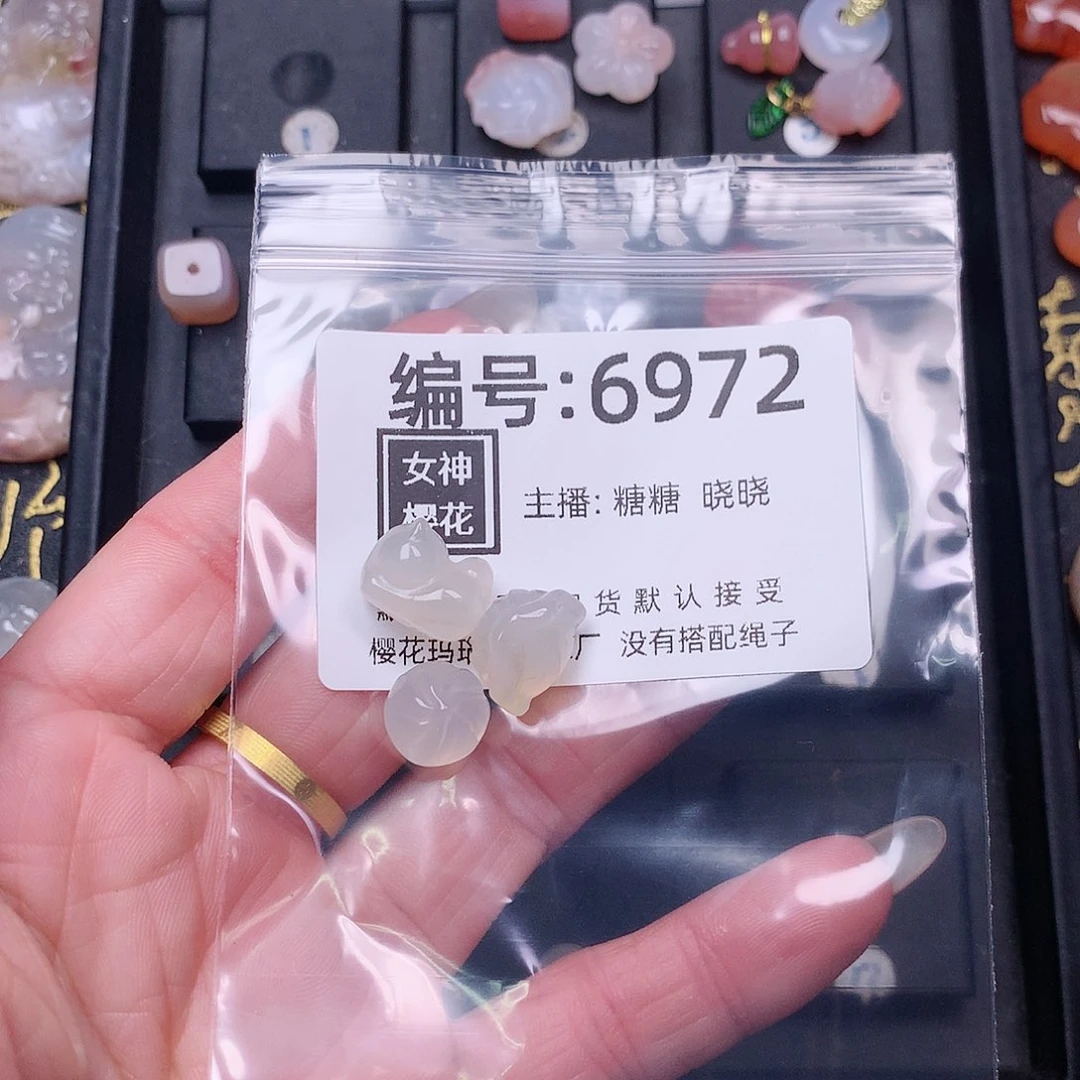 编号:6972
女神
樱花
主播: 糖糖 晓晓
货默认接受
樱花玛 厂 没有搭配绳子